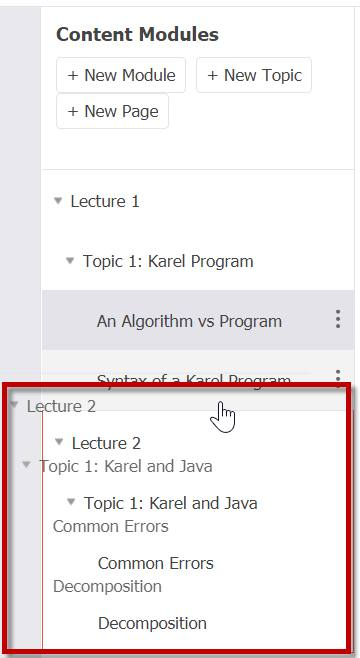 Content Modules
+ New Module
+ New Topic
+ New Page
Lecture 1
Topic 1: Karel Program
An Algorithm vs Program
Syntax of a Karel Program
Lecture 2
Lecture 2
Topic 1: Karel and Java
Topic 1: Karel and Java
Common Errors
Common Errors
Decomposition
Decomposition